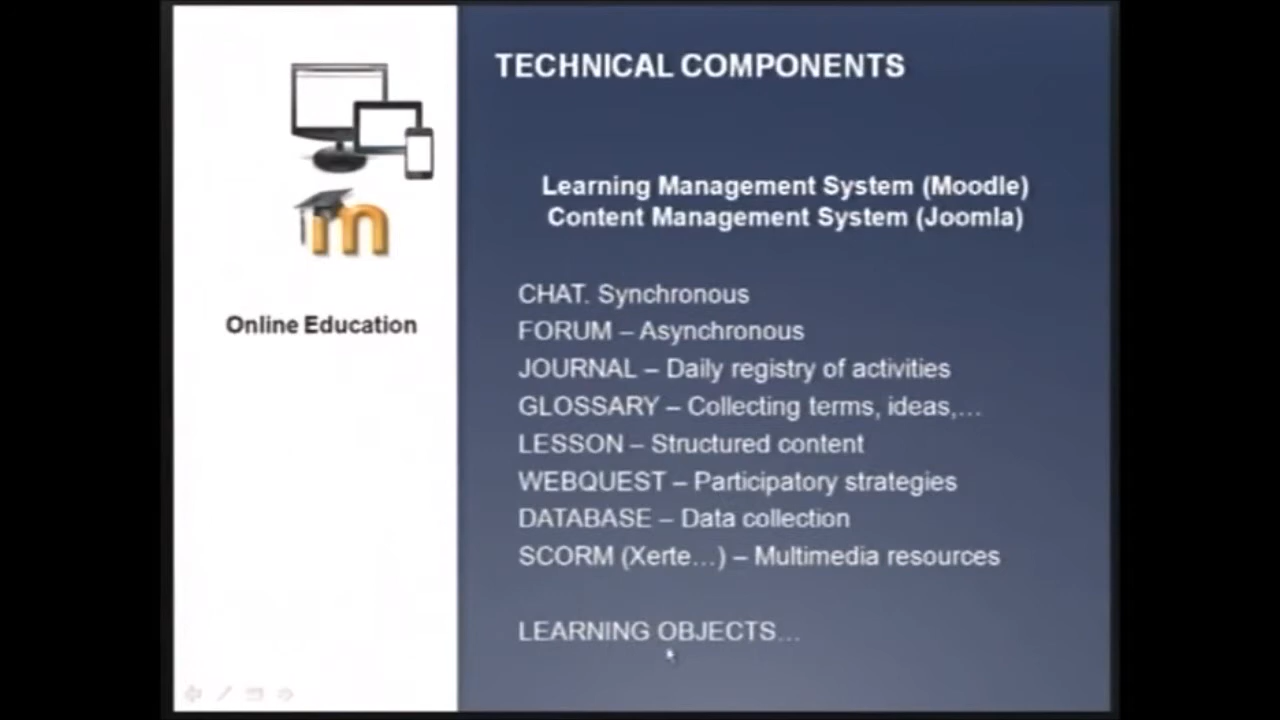 TECHNICAL COMPONENTS
Learning Management System (Moodle)
Content Management System (Joomla)
Online Education
CHAT. Synchronous
FORUM – Asynchronous
JOURNAL – Daily registry of activities
GLOSSARY – Collecting terms, ideas,…
LESSON – Structured content
WEBQUEST – Participatory strategies
DATABASE – Data collection
SCORM (Xerte…) – Multimedia resources
LEARNING OBJECTS…